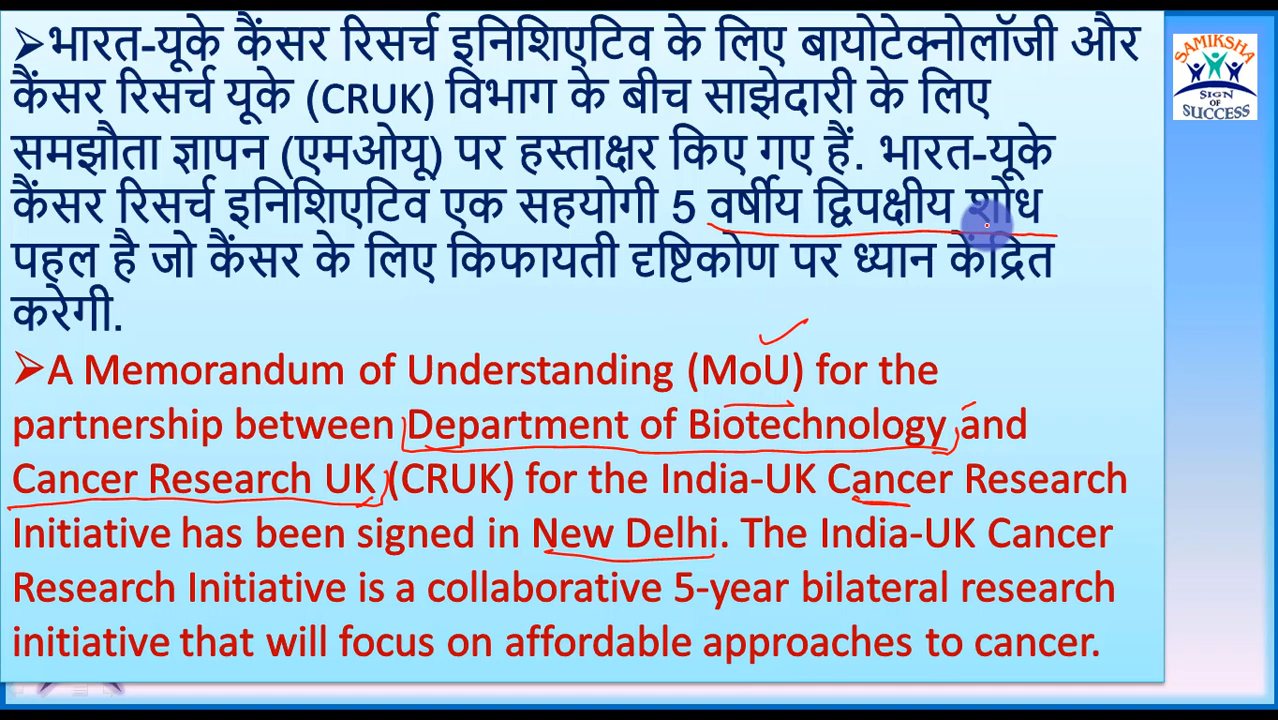 ➢भारत-यूके कैंसर रिसर्च इनिशिएटिव के लिए बायोटेक्नोलॉजी और
कैंसर रिसर्च यूके (CRUK) विभाग के बीच साझेदारी के लिए
समझौता ज्ञापन (एमओयू) पर हस्ताक्षर किए गए हैं. भारत-यूके
कैंसर रिसर्च इनिशिएटिव एक सहयोगी 5 वर्षीय द्विपक्षीय शोध
पहल है जो कैंसर के लिए किफायती दृष्टिकोण पर ध्यान केंद्रित
करेगी.
➢A Memorandum of Understanding (MoU) for the
partnership between Department of Biotechnology and
Cancer Research UK (CRUK) for the India-UK Cancer Research
Initiative has been signed in New Delhi. The India-UK Cancer
Research Initiative is a collaborative 5-year bilateral research
initiative that will focus on affordable approaches to cancer.
SAMIKSHA
SIGN
OF
SUCCESS